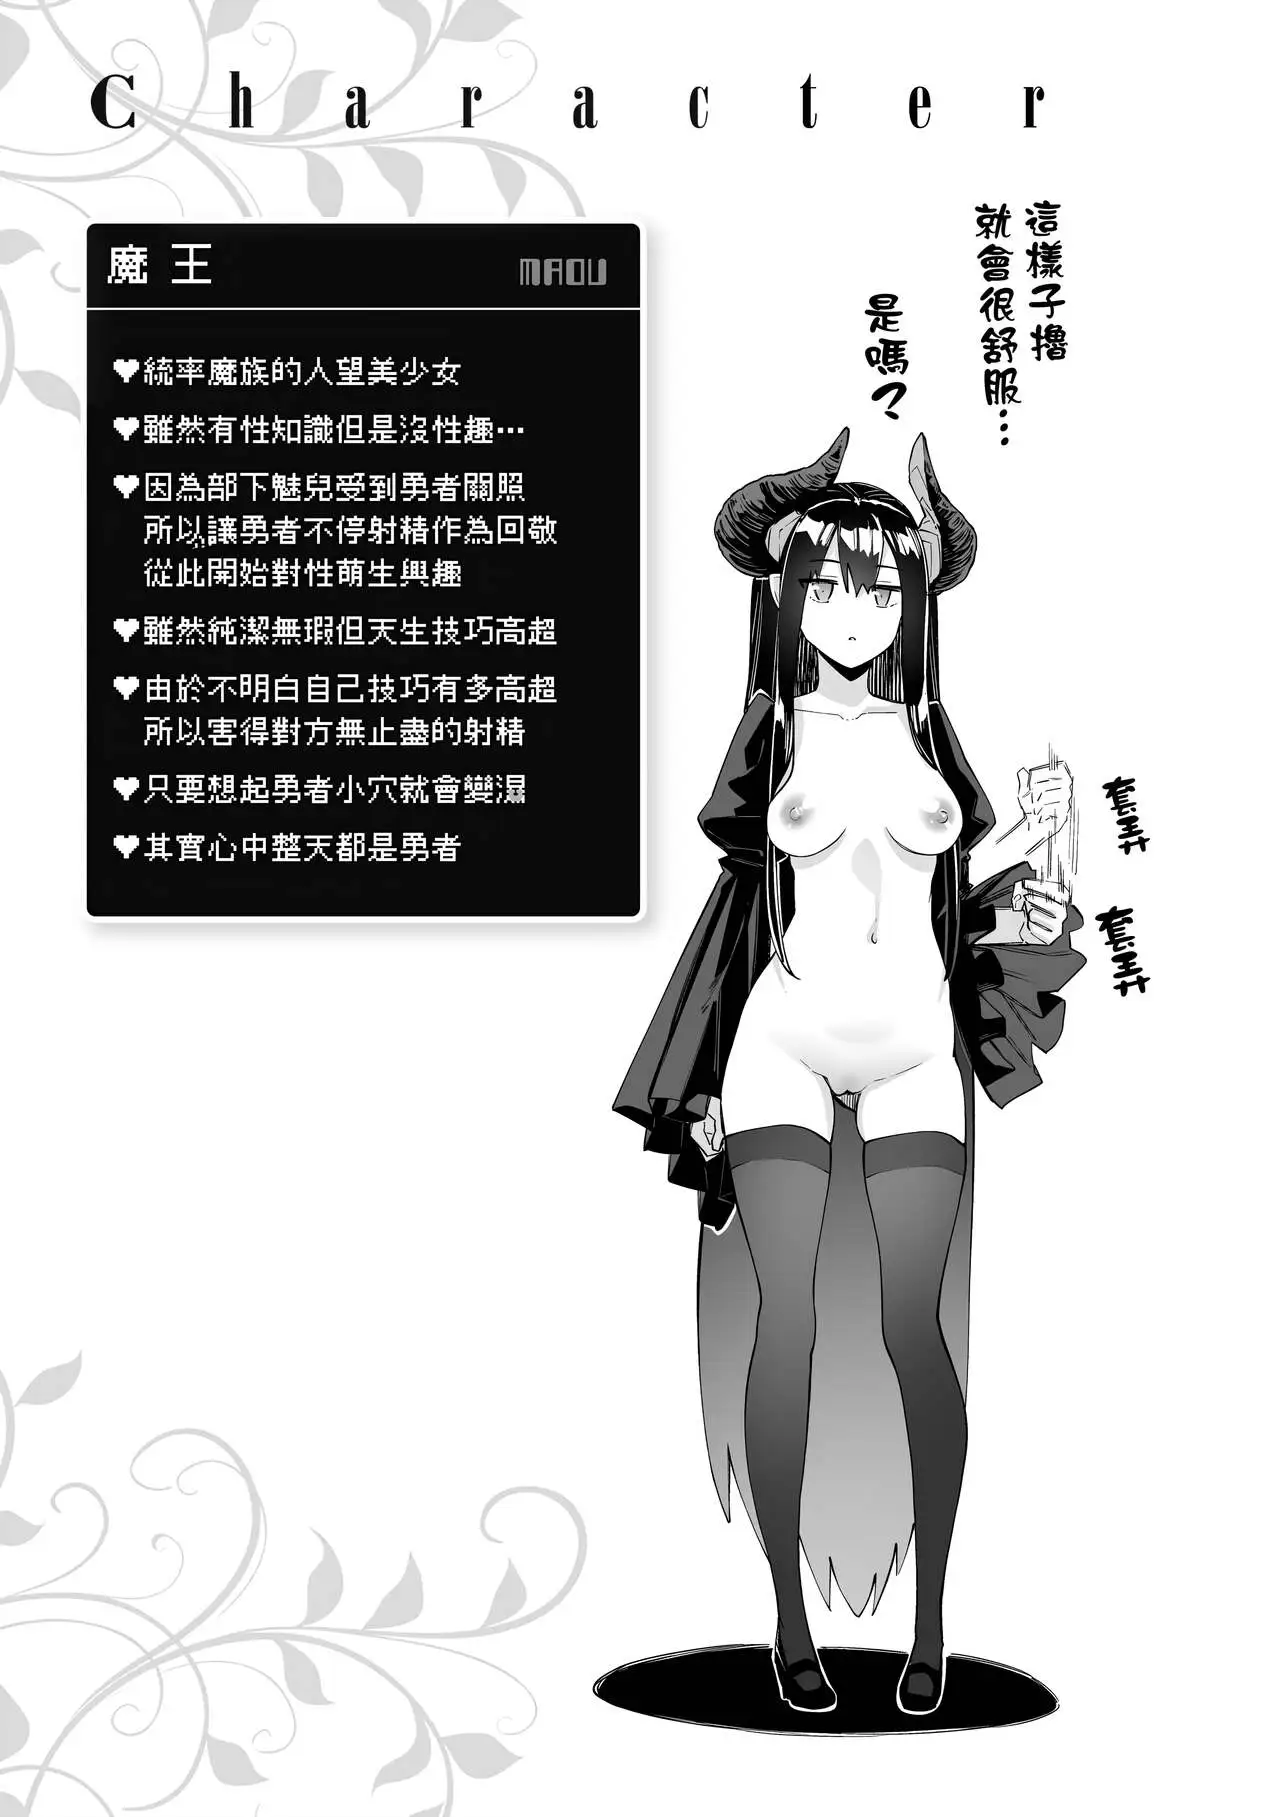 Character
魔王 MAOU
♥統率魔族的人望美少女
♥雖然有性知識但是沒性趣…
♥因為部下魅兒受到勇者關照
所以讓勇者不停射精作為回敬
從此開始對性萌生興趣
♥雖然純潔無瑕但天生技巧高超
♥由於不明白自己技巧有多高超
所以害得對方無止盡的射精
♥只要想起勇者小穴就會變濕
♥其實心中整天都是勇者
這樣子擼
就會很舒服…
是嗎?
套弄
套弄